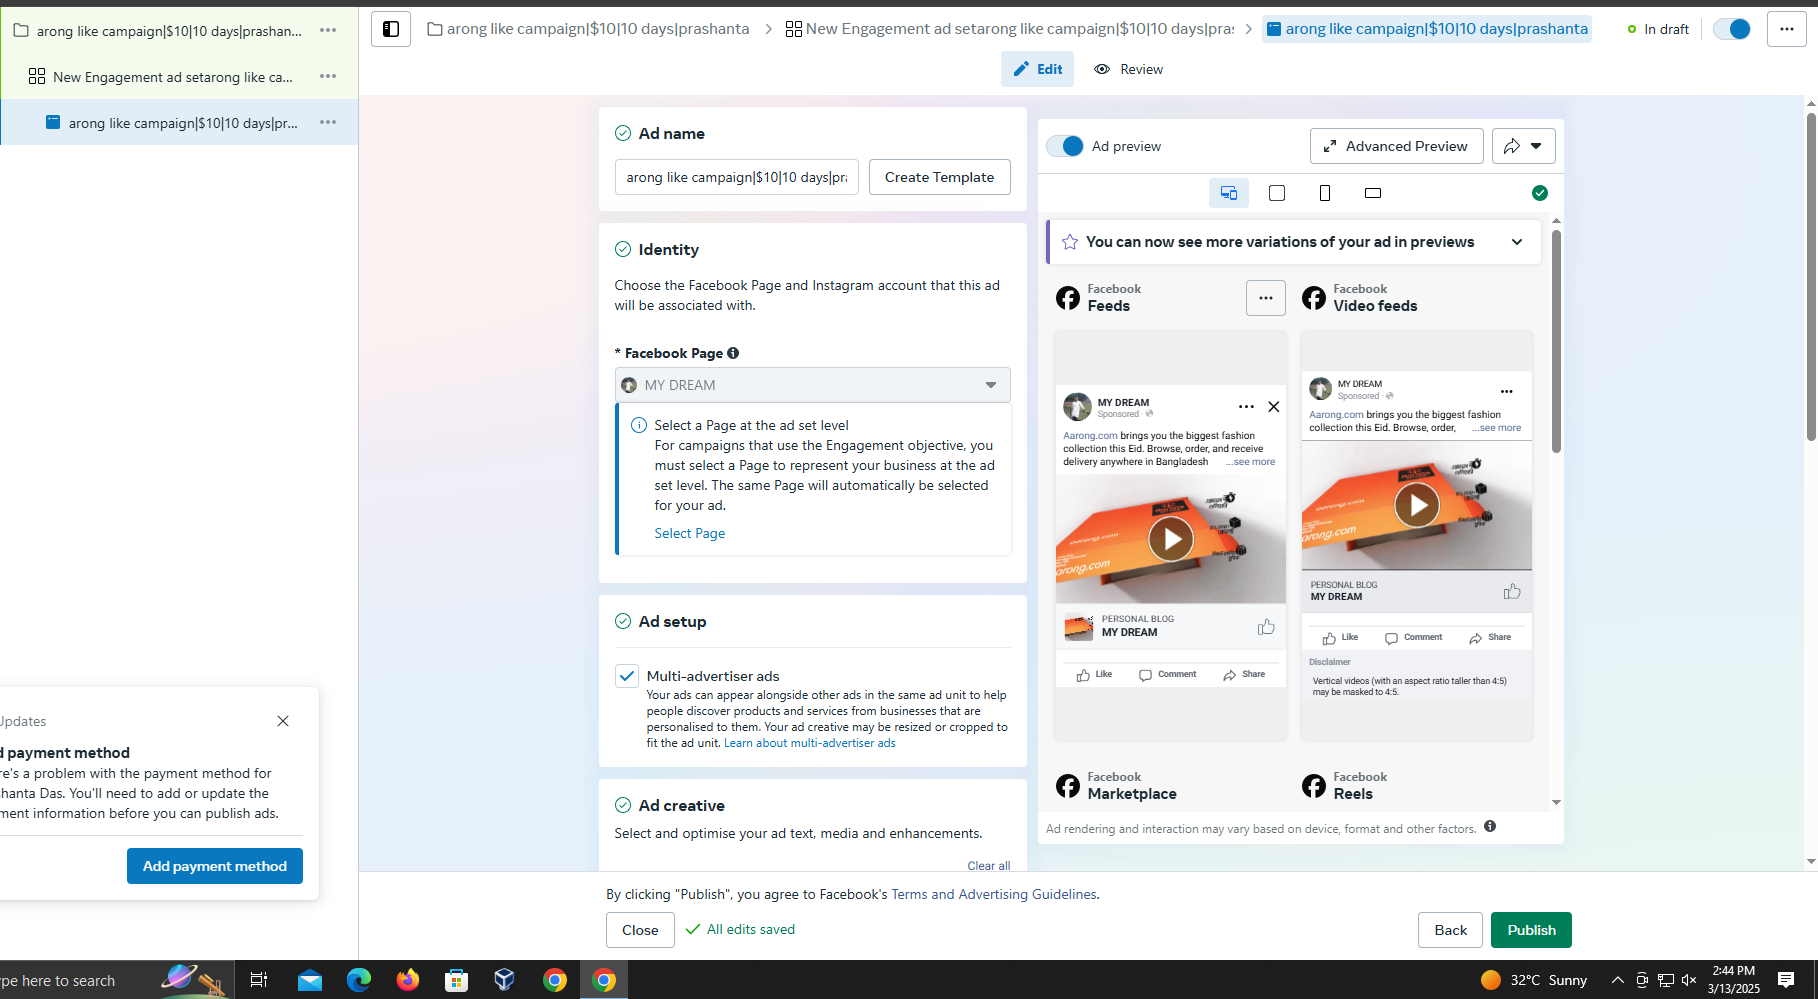 arong like campaign|$10|10 days|prashan...
New Engagement ad setarong like ca...
arong like campaign|$10|10 days|pr...
arong like campaign|$10|10 days|prashanta
New Engagement ad setarong like campaign|$10|10 days|pras
arong like campaign|$10|10 days|prashanta
In draft
Edit
Review
Ad name
arong like campaign|$10|10 days|pra
Create Template
Identity
Choose the Facebook Page and Instagram account that this ad
will be associated with.
* Facebook Page
MY DREAM
Select a Page at the ad set level
For campaigns that use the Engagement objective, you
must select a Page to represent your business at the ad
set level. The same Page will automatically be selected
for your ad.
Select Page
Ad setup
Multi-advertiser ads
Your ads can appear alongside other ads in the same ad unit to help
people discover products and services from businesses that are
personalised to them. Your ad creative may be resized or cropped to
fit the ad unit. Learn about multi-advertiser ads
Ad creative
Select and optimise your ad text, media and enhancements.
Clear all
Ad preview
Advanced Preview
You can now see more variations of your ad in previews
Facebook
Feeds
MY DREAM
Sponsored ·
Aarong.com brings you the biggest fashion
collection this Eid. Browse, order, and receive
delivery anywhere in Bangladesh ...see more
aarong.com
arong.com
PERSONAL BLOG
MY DREAM
Like
Comment
Share
Facebook
Video feeds
MY DREAM
Sponsored ·
Aarong.com brings you the biggest fashion
collection this Eid. Browse, order, ...see more
aarong.com
arong.com
PERSONAL BLOG
MY DREAM
Like
Comment
Share
Disclaimer
Vertical videos (with an aspect ratio taller than 4:5)
may be masked to 4:5.
Facebook
Marketplace
Facebook
Reels
Ad rendering and interaction may vary based on device, format and other factors.
Updates
d payment method
re's a problem with the payment method for
shanta Das. You'll need to add or update the
ment information before you can publish ads.
Add payment method
By clicking "Publish", you agree to Facebook's Terms and Advertising Guidelines.
Close
All edits saved
Back
Publish
pe here to search
32°C Sunny
2:44 PM
3/13/2025